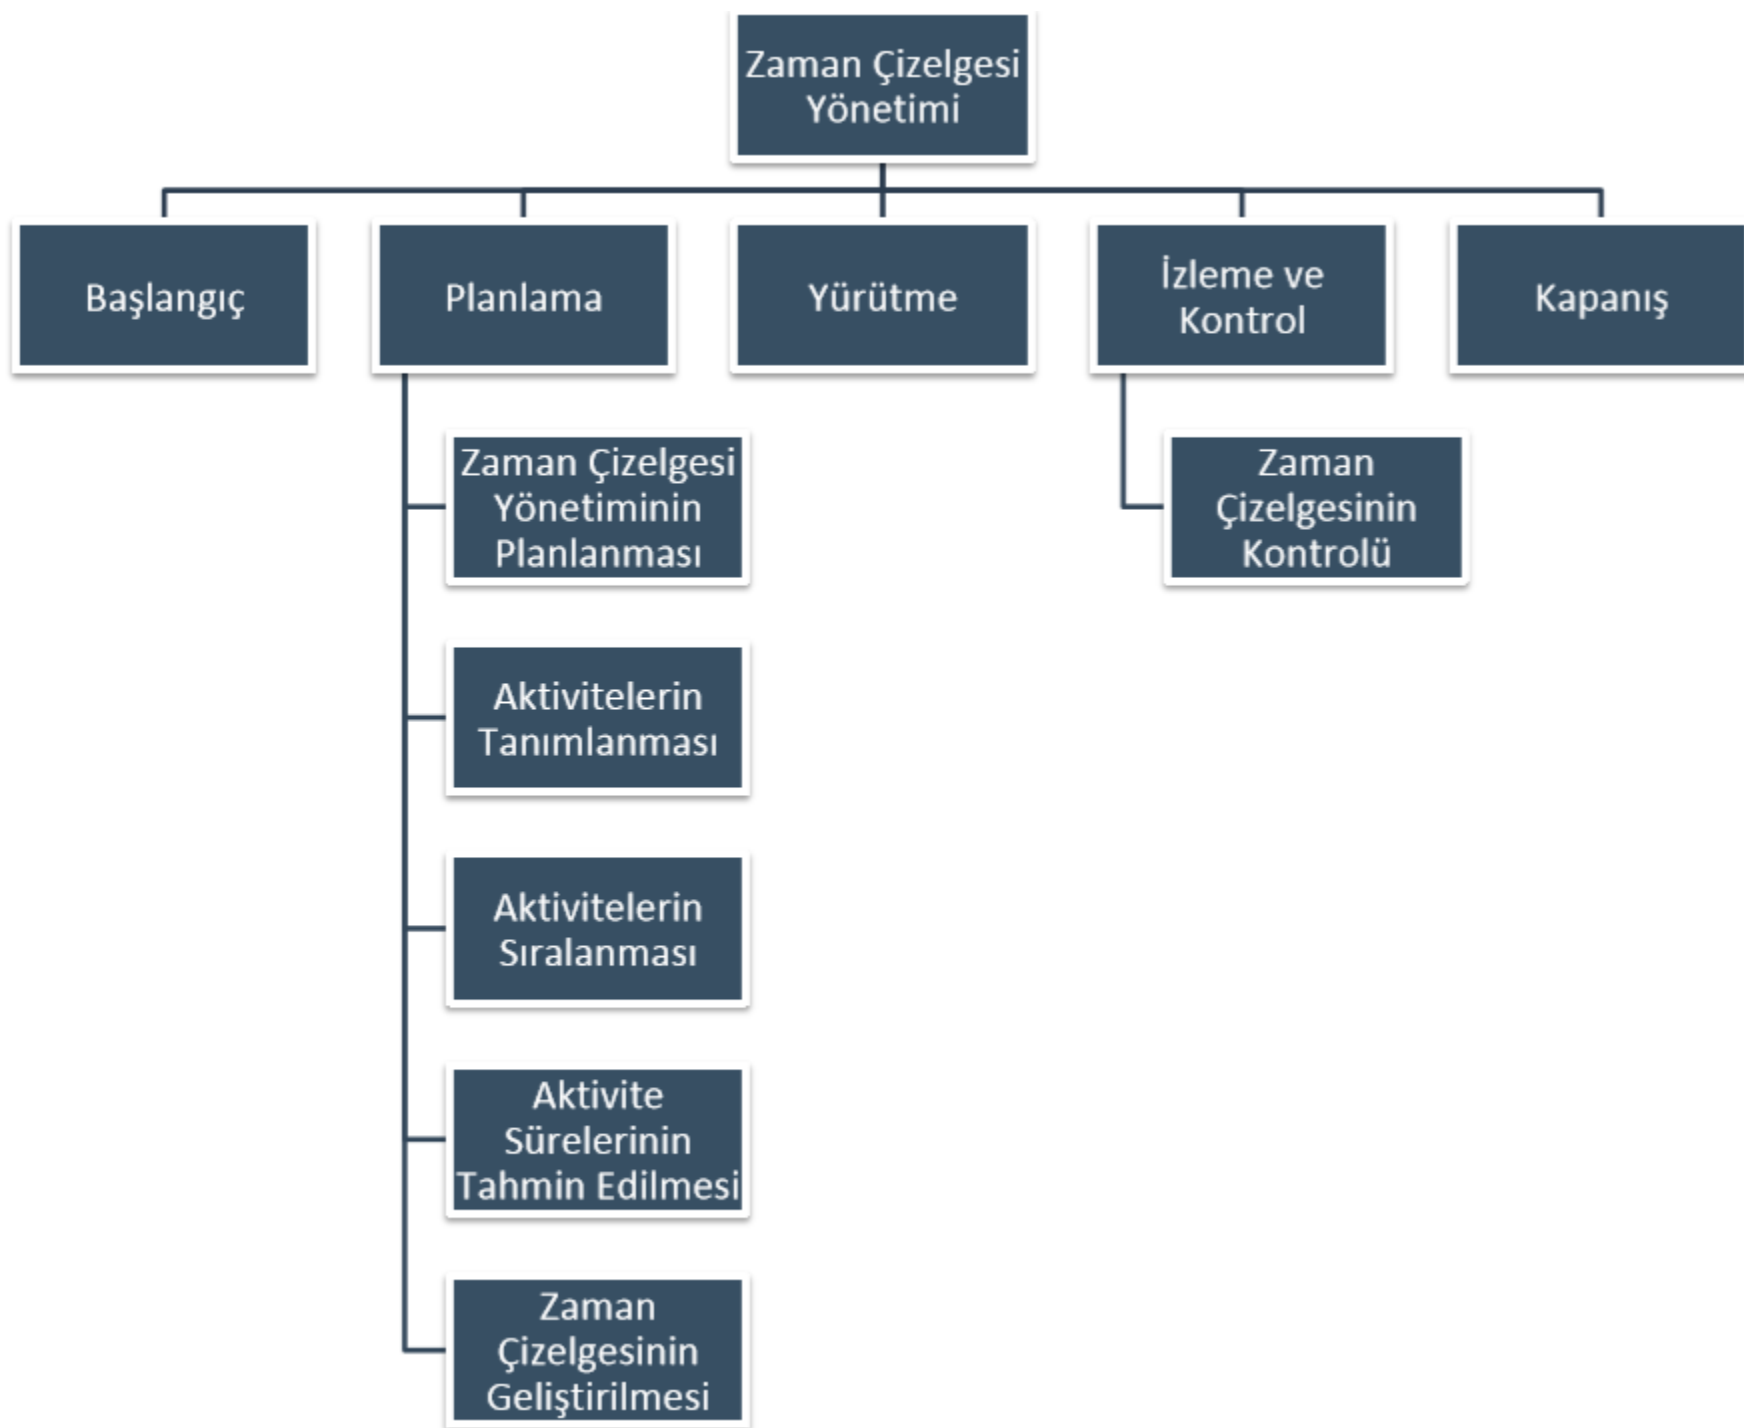 Zaman Çizelgesi
Yönetimi
Başlangıç
Planlama
Yürütme
İzleme ve
Kontrol
Kapanış
Zaman Çizelgesi
Yönetiminin
Planlanması
Aktivitelerin
Tanımlanması
Aktivitelerin
Sıralanması
Aktivite
Sürelerinin
Tahmin Edilmesi
Zaman
Çizelgesinin
Geliştirilmesi
Zaman
Çizelgesinin
Kontrolü